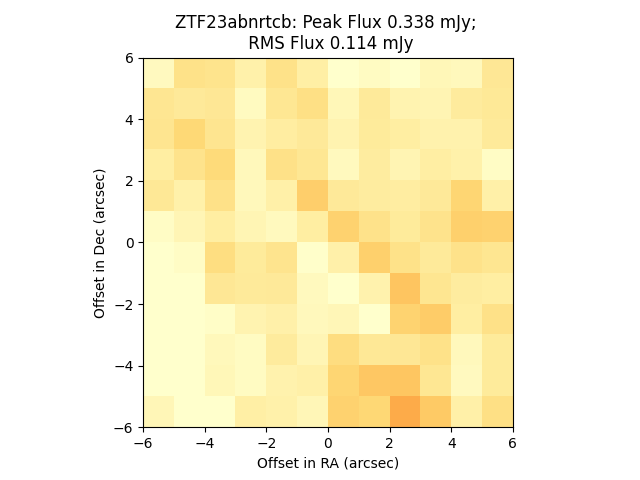 ZTF23abnrtcb: Peak Flux 0.338 mJy;
RMS Flux 0.114 mJy
6
4
2
0
−2
−4
−6
Offset in Dec (arcsec)
−6 −4 −2 0 2 4 6
Offset in RA (arcsec)